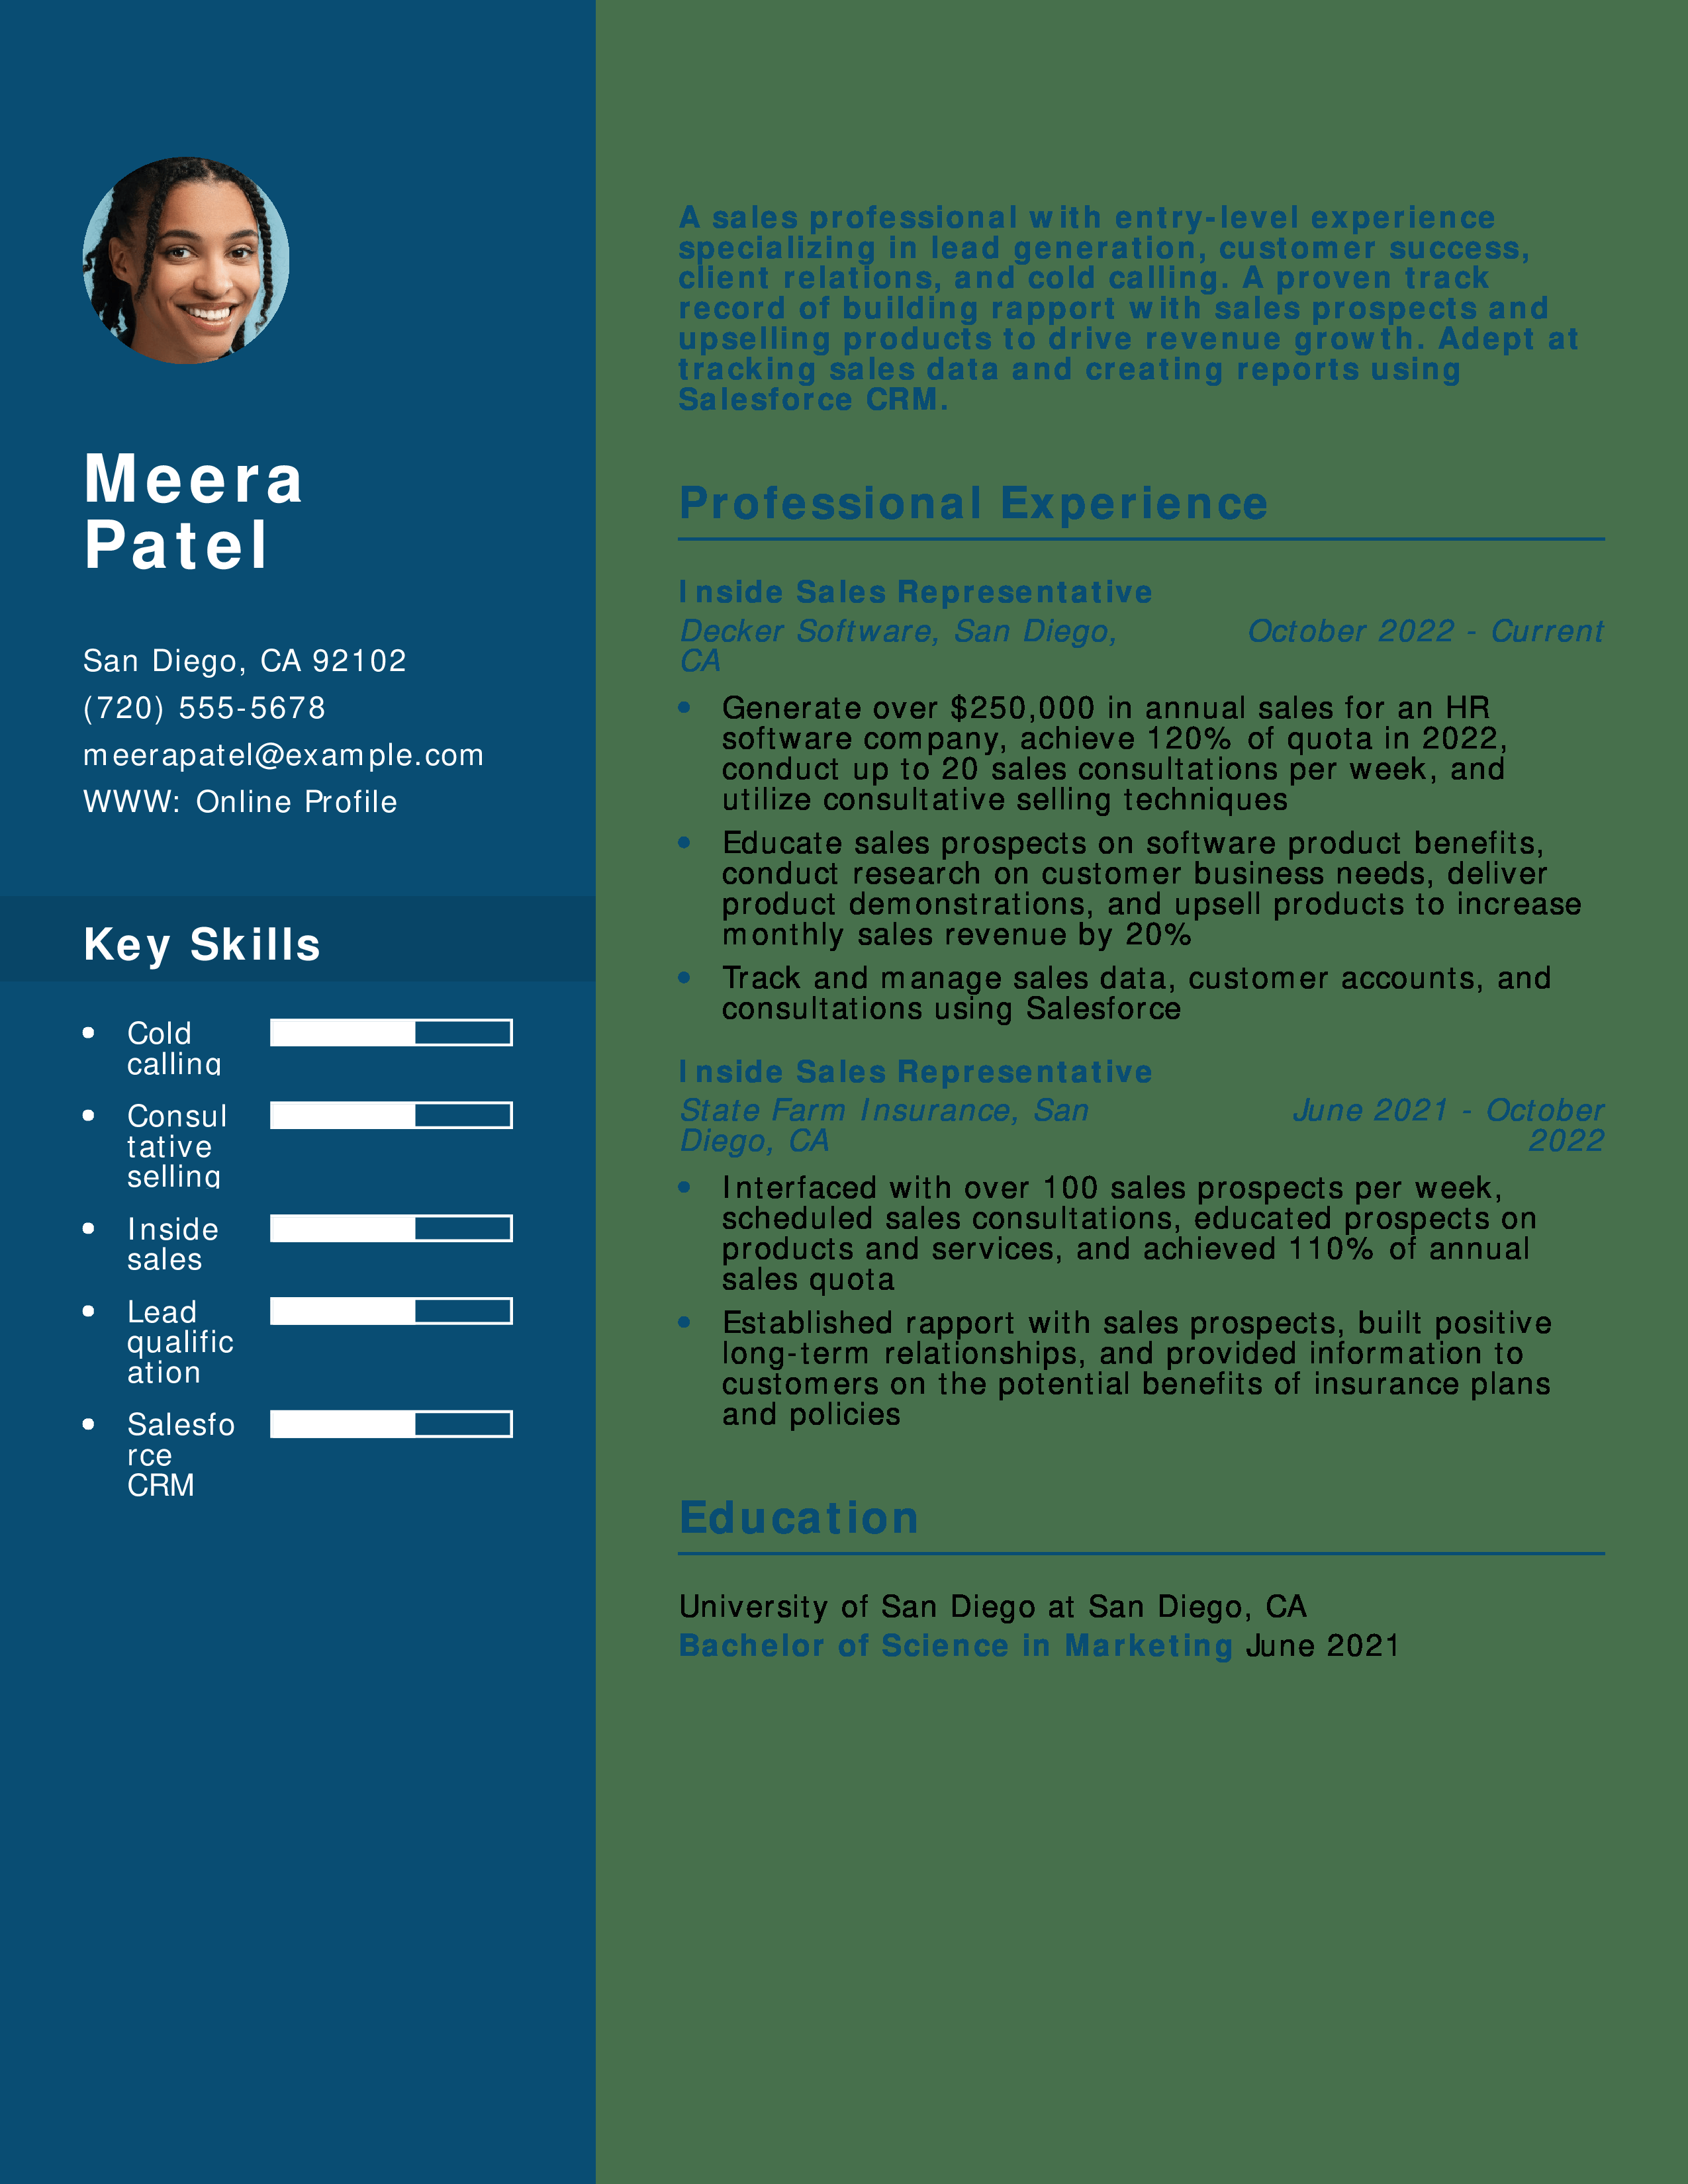 Meera
Patel
San Diego, CA 92102
(720) 555-5678
meerapatel@example.com
WWW: Online Profile
Key Skills
• Cold
calling
• Consul
tative
selling
• Inside
sales
• Lead
qualific
ation
• Salesfo
rce
CRM
A sales professional with entry-level experience
specializing in lead generation, customer success,
client relations, and cold calling. A proven track
record of building rapport with sales prospects and
upselling products to drive revenue growth. Adept at
tracking sales data and creating reports using
Salesforce CRM.
Professional Experience
Inside Sales Representative
Decker Software, San Diego, October 2022 - Current
CA
• Generate over $250,000 in annual sales for an HR
software company, achieve 120% of quota in 2022,
conduct up to 20 sales consultations per week, and
utilize consultative selling techniques
• Educate sales prospects on software product benefits,
conduct research on customer business needs, deliver
product demonstrations, and upsell products to increase
monthly sales revenue by 20%
• Track and manage sales data, customer accounts, and
consultations using Salesforce
Inside Sales Representative
State Farm Insurance, San June 2021 - October
Diego, CA 2022
• Interfaced with over 100 sales prospects per week,
scheduled sales consultations, educated prospects on
products and services, and achieved 110% of annual
sales quota
• Established rapport with sales prospects, built positive
long-term relationships, and provided information to
customers on the potential benefits of insurance plans
and policies
Education
University of San Diego at San Diego, CA
Bachelor of Science in Marketing June 2021